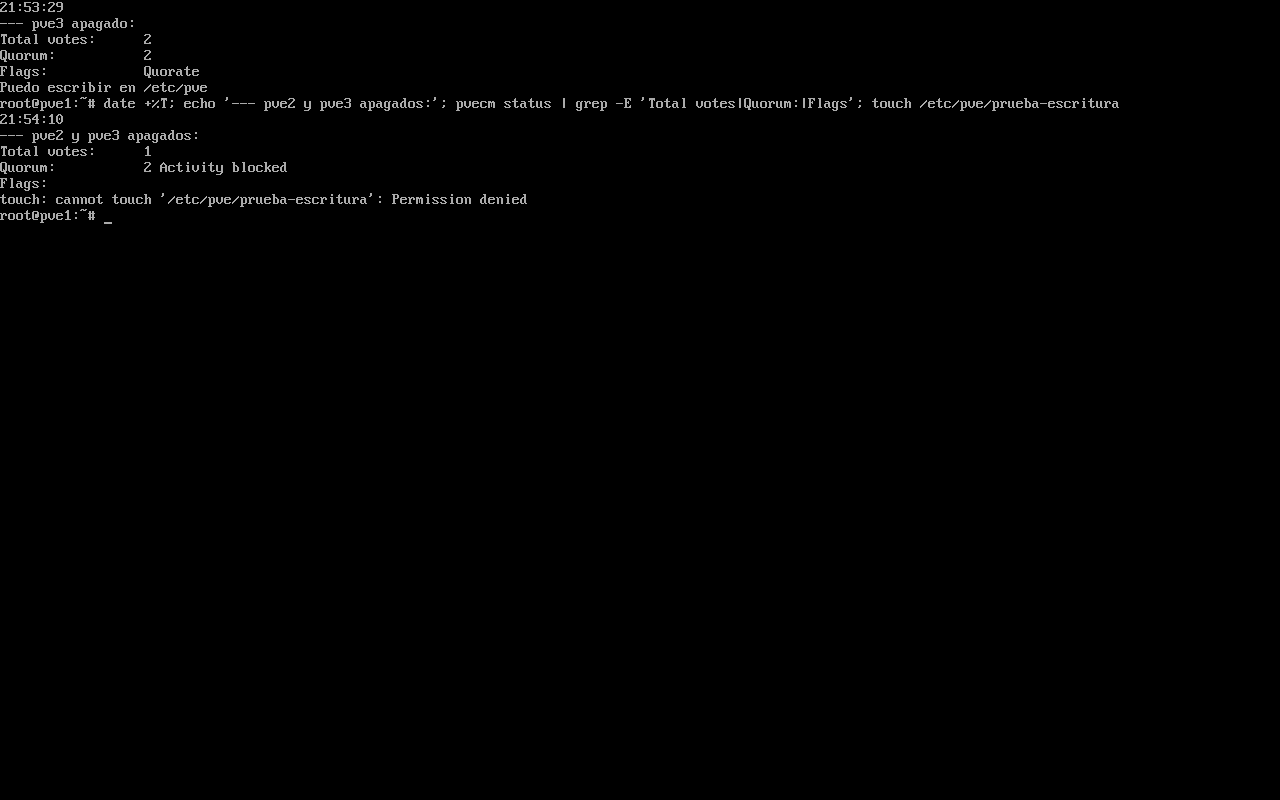 21:53:29
--- pve3 apagado:
Total votes:      2
Quorum:           2
Flags:            Quorate
Puedo escribir en /etc/pve
root@pve1:~# date +%T; echo '--- pve2 y pve3 apagados:'; pvecm status | grep -E 'Total votes|Quorum:|Flags'; touch /etc/pve/prueba-escritura
21:54:10
--- pve2 y pve3 apagados:
Total votes:      1
Quorum:           2 Activity blocked
Flags:
touch: cannot touch '/etc/pve/prueba-escritura': Permission denied
root@pve1:~# _